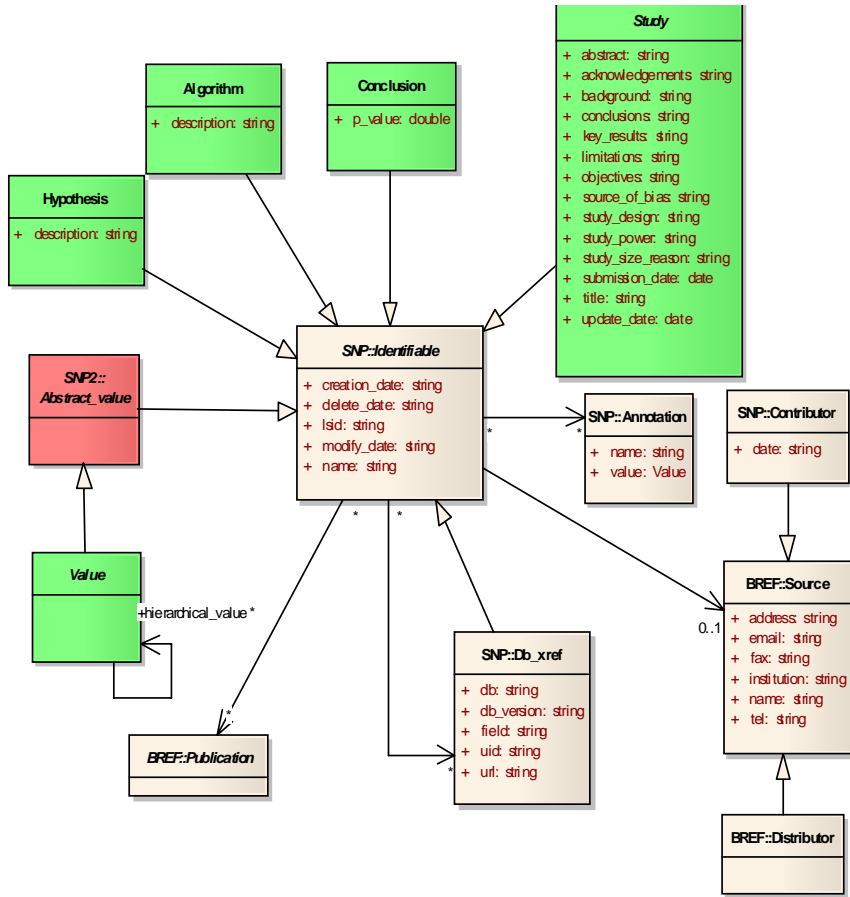 Study
+ abstract: string
+ acknowledgements: string
+ background: string
+ conclusions: string
+ key_results: string
+ limitations: string
+ objectives: string
+ source_of_bias: string
+ study_design: string
+ study_power: string
+ study_size_reason: string
+ submission_date: date
+ title: string
+ update_date: date
Algorithm
+ description: string
Conclusion
+ p_value: double
Hypothesis
+ description: string
SNP::Identifiable
+ creation_date: string
+ delete_date: string
+ lsid: string
+ modify_date: string
+ name: string
SNP2::
Abstract_value
SNP::Annotation
+ name: string
+ value: Value
*
*
SNP::Contributor
+ date: string
*
*
Value
+hierarchical_value *
BREF::Source
+ address: string
+ email: string
+ fax: string
+ institution: string
+ name: string
+ tel: string
0..1
SNP::Db_xref
+ db: string
+ db_version: string
+ field: string
+ uid: string
+ url: string
*
*
BREF::Publication
BREF::Distributor